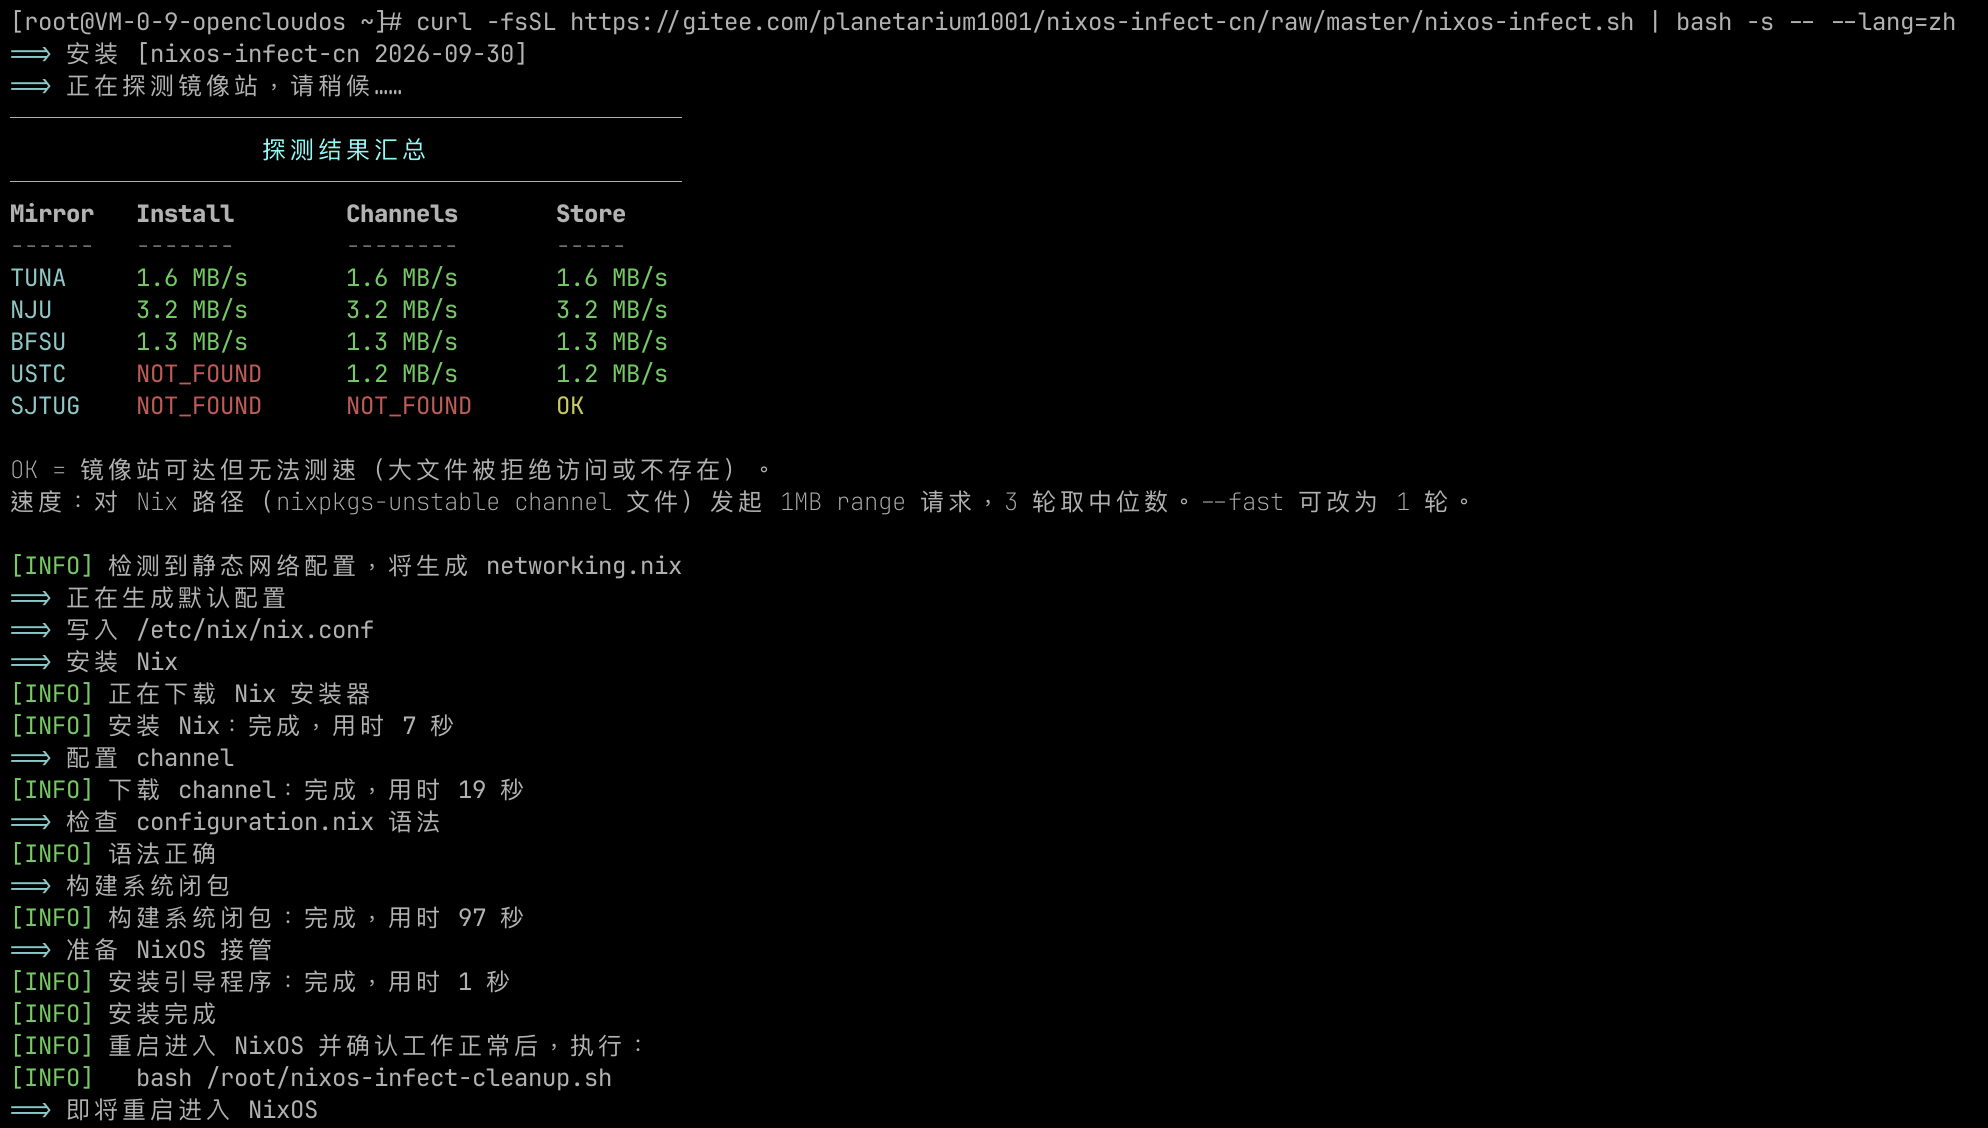 [root@VM-0-9-opencloudos ~]# curl -fsSL https://gitee.com/planetarium1001/nixos-infect-cn/raw/master/nixos-infect.sh | bash -s -- --lang=zh
==> 安装 [nixos-infect-cn 2026-09-30]
==> 正在探测镜像站，请稍候……
探测结果汇总
Mirror Install Channels Store
------ ------- -------- -----
TUNA 1.6 MB/s 1.6 MB/s 1.6 MB/s
NJU 3.2 MB/s 3.2 MB/s 3.2 MB/s
BFSU 1.3 MB/s 1.3 MB/s 1.3 MB/s
USTC NOT_FOUND 1.2 MB/s 1.2 MB/s
SJTUG NOT_FOUND NOT_FOUND OK
OK = 镜像站可达但无法测速（大文件被拒绝访问或不存在）。
速度：对 Nix 路径（nixpkgs-unstable channel 文件）发起 1MB range 请求，3 轮取中位数。--fast 可改为 1 轮。
[INFO] 检测到静态网络配置，将生成 networking.nix
==> 正在生成默认配置
==> 写入 /etc/nix/nix.conf
==> 安装 Nix
[INFO] 正在下载 Nix 安装器
[INFO] 安装 Nix：完成，用时 7 秒
==> 配置 channel
[INFO] 下载 channel：完成，用时 19 秒
==> 检查 configuration.nix 语法
[INFO] 语法正确
==> 构建系统闭包
[INFO] 构建系统闭包：完成，用时 97 秒
==> 准备 NixOS 接管
[INFO] 安装引导程序：完成，用时 1 秒
[INFO] 安装完成
[INFO] 重启进入 NixOS 并确认工作正常后，执行：
[INFO]   bash /root/nixos-infect-cleanup.sh
==> 即将重启进入 NixOS